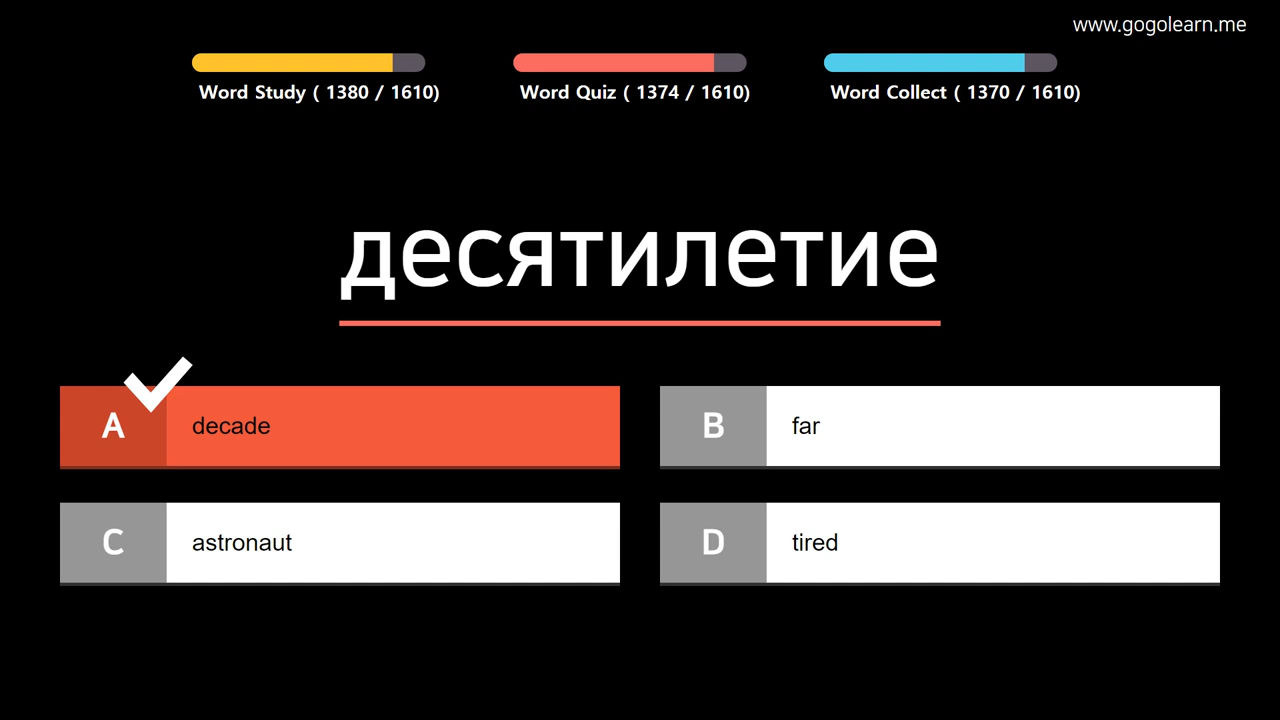 www.gogolearn.me
Word Study ( 1380 / 1610)
Word Quiz ( 1374 / 1610)
Word Collect ( 1370 / 1610)
десятилетие
A decade
B far
C astronaut
D tired